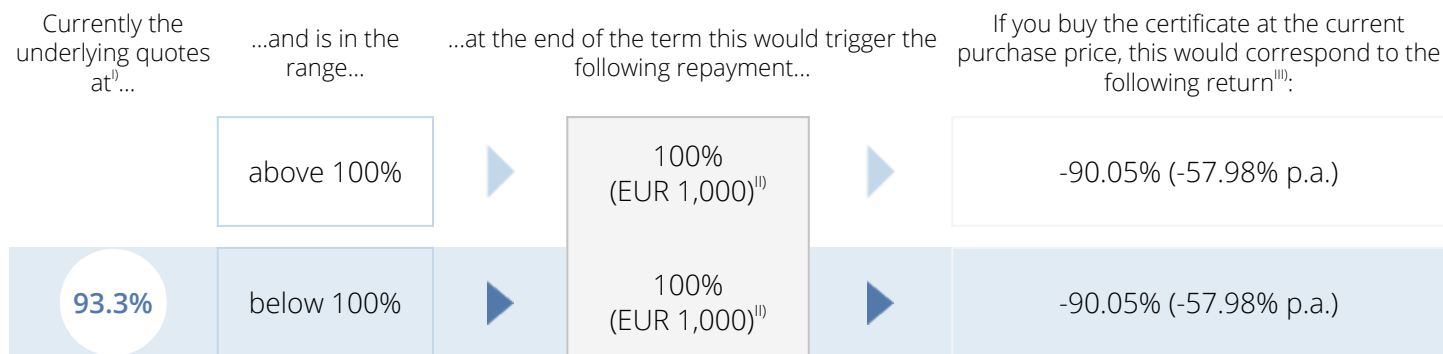 Currently the
underlying quotes
atI)...
...and is in the
range...
...at the end of the term this would trigger the
following repayment...
If you buy the certificate at the current
purchase price, this would correspond to the
following returnIII):
above 100%
100%
(EUR 1,000)II)
-90.05% (-57.98% p.a.)
93.3%
below 100%
100%
(EUR 1,000)II)
-90.05% (-57.98% p.a.)